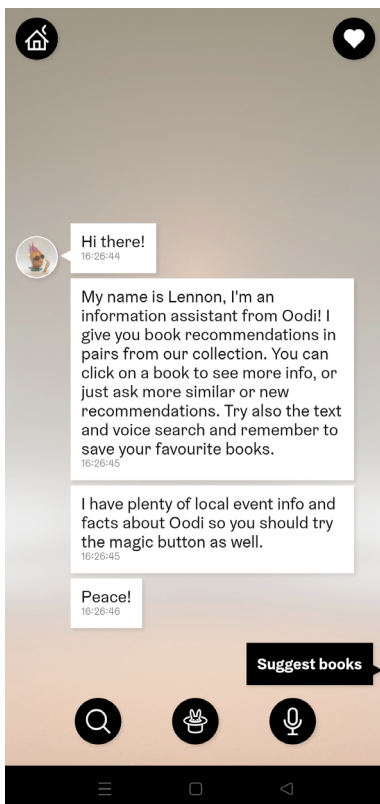 Hi there!
16:26:44
My name is Lennon, I'm an
information assistant from Oodi! I
give you book recommendations in
pairs from our collection. You can
click on a book to see more info, or
just ask more similar or new
recommendations. Try also the text
and voice search and remember to
save your favourite books.
16:26:45
I have plenty of local event info and
facts about Oodi so you should try
the magic button as well.
16:26:45
Peace!
16:26:46
Suggest books